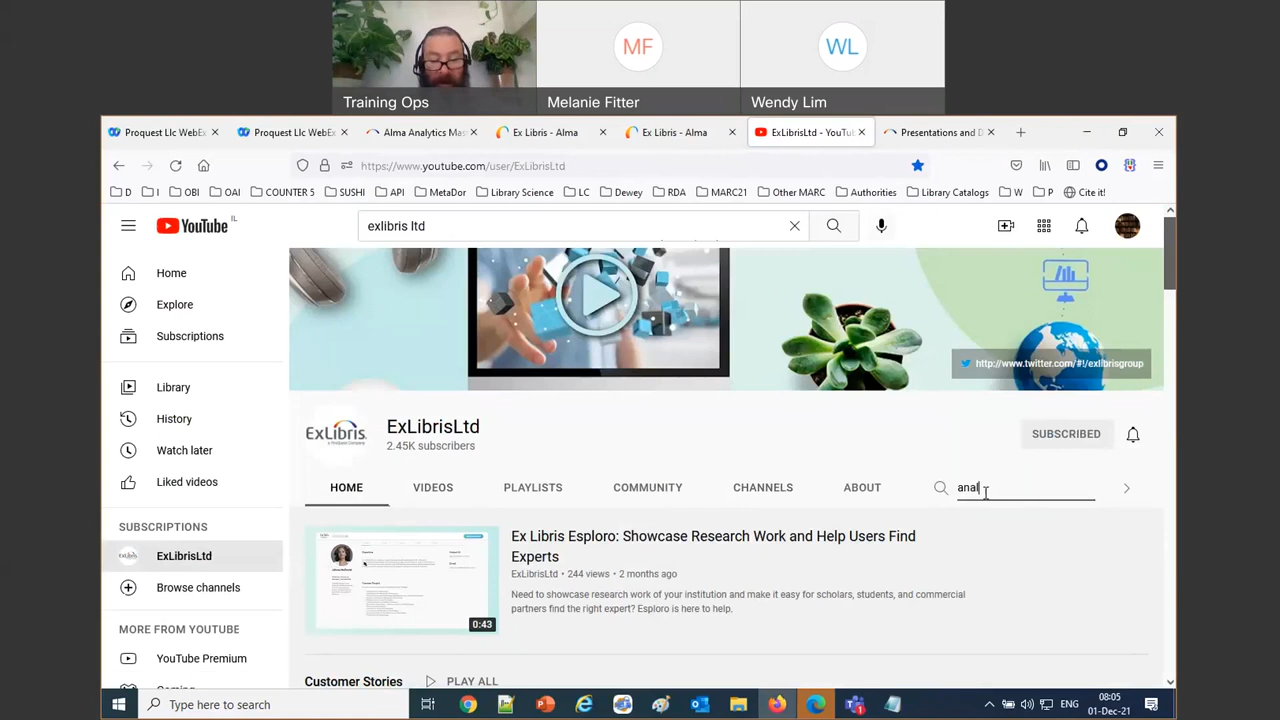 MF
WL
Training Ops
Melanie Fitter
Wendy Lim
Proquest Llc WebEx
Proquest Llc WebEx
Alma Analytics Mas
Ex Libris - Alma
Ex Libris - Alma
ExLibrisLtd - YouTu
Presentations and D
https://www.youtube.com/user/ExLibrisLtd
D
I
OBI
OAI
COUNTER 5
SUSHI
API
MetaDor
Library Science
LC
Dewey
RDA
MARC21
Other MARC
Authorities
Library Catalogs
W
P
Cite it!
YouTube IL
exlibris ltd
Home
Explore
Subscriptions
Library
History
Watch later
Liked videos
SUBSCRIPTIONS
ExLibrisLtd
Browse channels
MORE FROM YOUTUBE
YouTube Premium
http://www.twitter.com/#!/exlibrisgroup
ExLibris
ExLibrisLtd
2.45K subscribers
SUBSCRIBED
HOME
VIDEOS
PLAYLISTS
COMMUNITY
CHANNELS
ABOUT
anal
Ex Libris Esploro: Showcase Research Work and Help Users Find
Experts
ExLibrisLtd • 244 views • 2 months ago
Need to showcase research work of your institution and make it easy for scholars, students, and commercial
partners find the right expert? Esploro is here to help.
0:43
Customer Stories
PLAY ALL
Type here to search
ENG
08:05
01-Dec-21